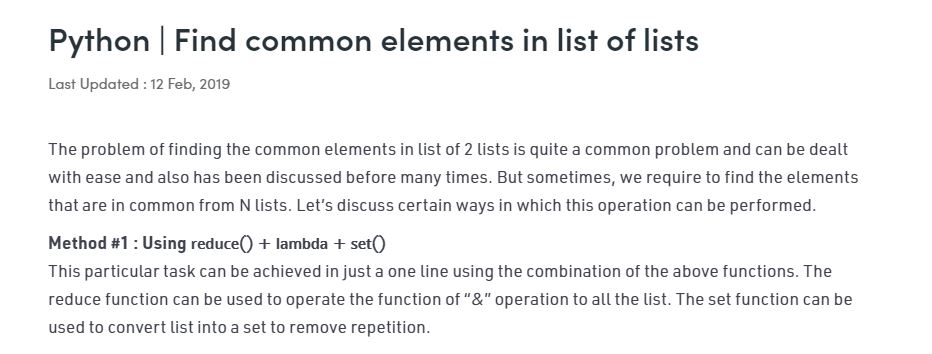 Python | Find common elements in list of lists
Last Updated : 12 Feb, 2019
The problem of finding the common elements in list of 2 lists is quite a common problem and can be dealt
with ease and also has been discussed before many times. But sometimes, we require to find the elements
that are in common from N lists. Let’s discuss certain ways in which this operation can be performed.
Method #1 : Using reduce() + lambda + set()
This particular task can be achieved in just a one line using the combination of the above functions. The
reduce function can be used to operate the function of “&” operation to all the list. The set function can be
used to convert list into a set to remove repetition.